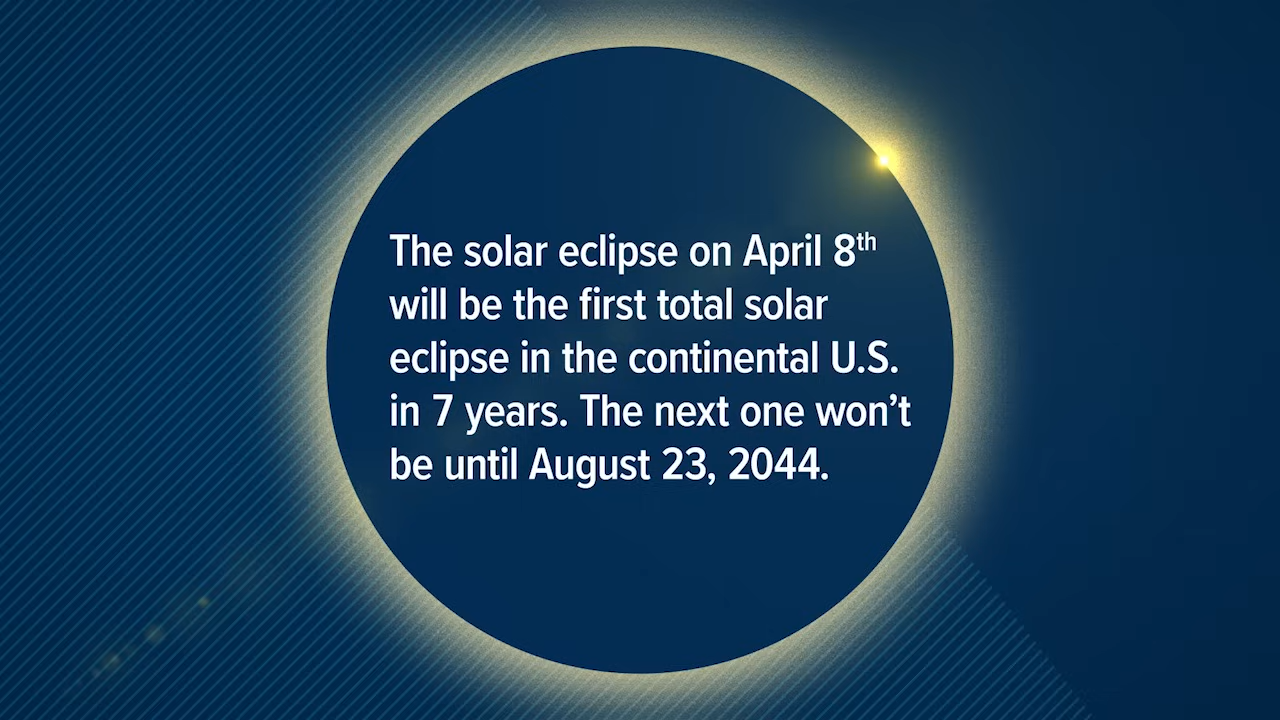 The solar eclipse on April 8th
will be the first total solar
eclipse in the continental U.S.
in 7 years. The next one won’t
be until August 23, 2044.